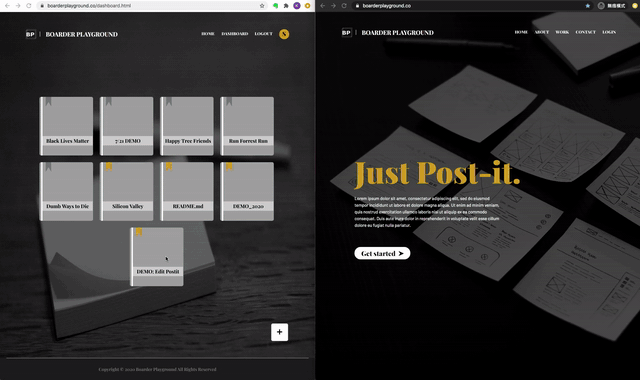 boarderplayground.co/dashboard.html
BP | BOARDER PLAYGROUND
HOME DASHBOARD LOGOUT
Black Lives Matter
7/21 DEMO
Happy Tree Friends
Run Forrest Run
Dumb Ways to Die
Silicon Valley
README.md
DEMO_2020
DEMO: Edit Postit
+
Copyright © 2020 Boarder Playground All Rights Reserved
boarderplayground.co
無痕模式
BP | BOARDER PLAYGROUND
HOME ABOUT WORK CONTACT LOGIN
Just Post-it.
Lorem ipsum dolor sit amet, consectetur adipiscing elit, sed do eiusmod
tempor incididunt ut labore et dolore magna aliqua. Ut enim ad minim veniam,
quis nostrud exercitation ullamco laboris nisi ut aliquip ex ea commodo
consequat. Duis aute irure dolor in reprehenderit in voluptate velit esse cillum
dolore eu fugiat nulla pariatur.
Get started